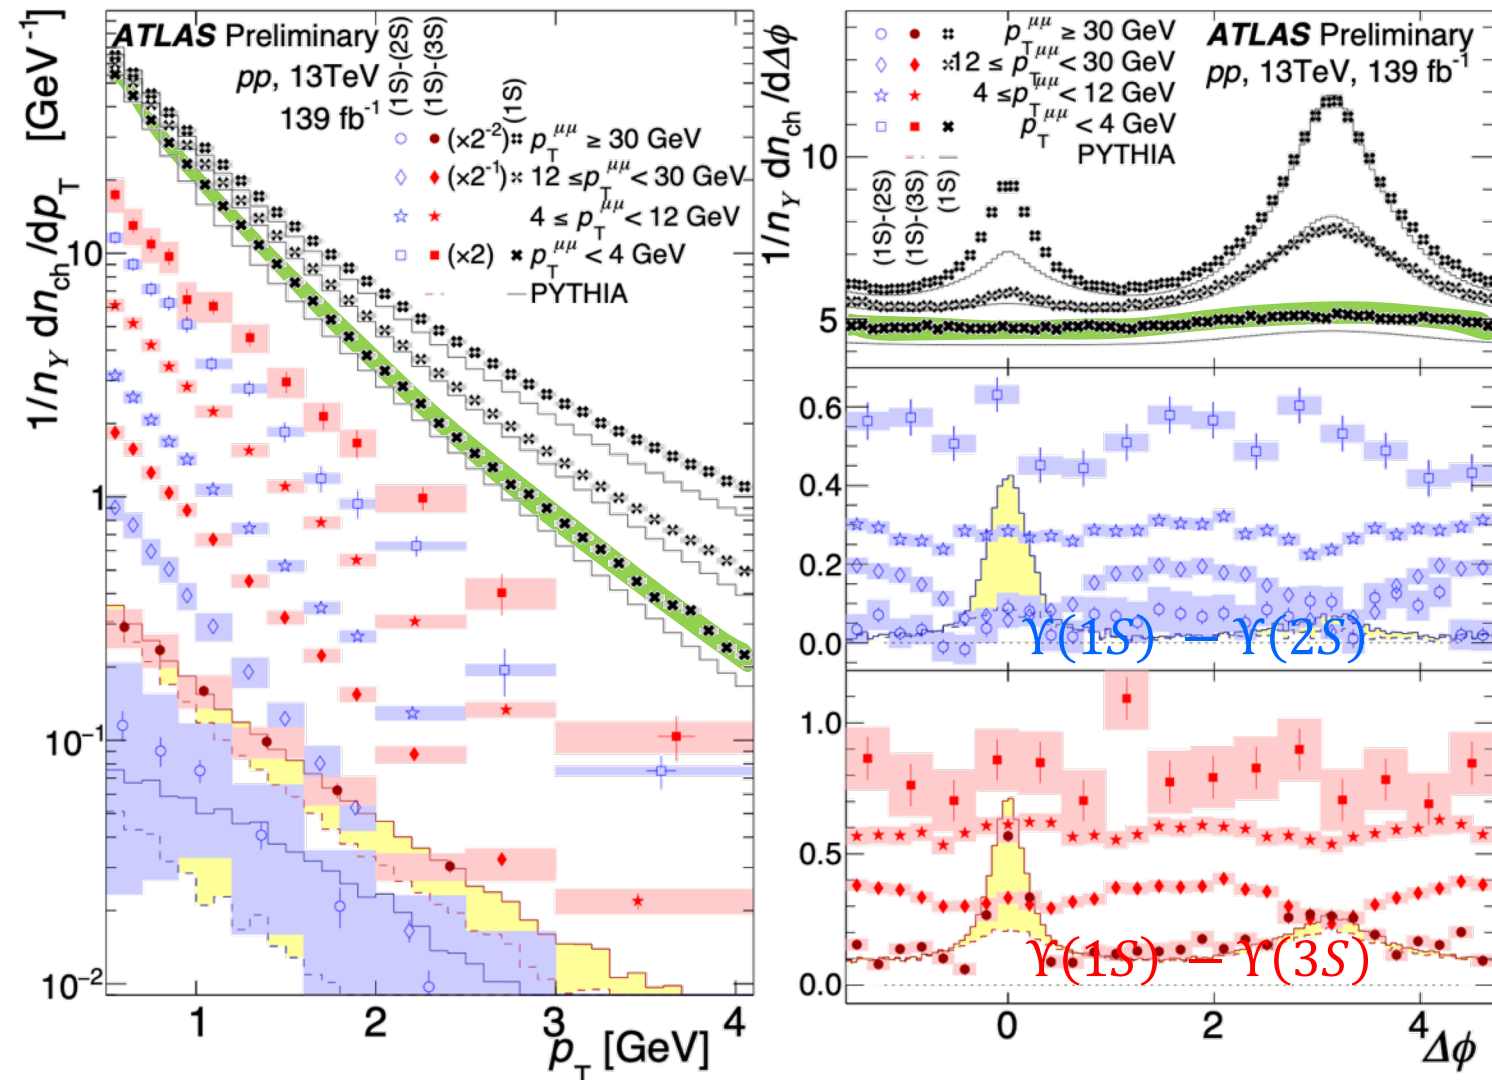 ATLAS Preliminary
pp, 13TeV
139 fb⁻¹
(1S)-(2S)
(1S)-(3S)
(1S)
(×2⁻²) p_T^μμ ≥ 30 GeV
(×2⁻¹) 12 ≤ p_T^μμ < 30 GeV
4 ≤ p_T^μμ < 12 GeV
(×2) p_T^μμ < 4 GeV
PYTHIA
1/n_Υ dn_ch/dp_T [GeV⁻¹]
10
1
10⁻¹
10⁻²
1 2 3 4
p_T [GeV]
ATLAS Preliminary
pp, 13TeV, 139 fb⁻¹
p_T^μμ ≥ 30 GeV
12 ≤ p_T^μμ < 30 GeV
4 ≤ p_T^μμ < 12 GeV
p_T^μμ < 4 GeV
PYTHIA
(1S)-(2S)
(1S)-(3S)
(1S)
1/n_Υ dn_ch/dΔϕ
10
5
0.6
0.4
0.2
0.0
ϒ(1S) − ϒ(2S)
1.0
0.5
0.0
ϒ(1S) − ϒ(3S)
0 2 4
Δϕ